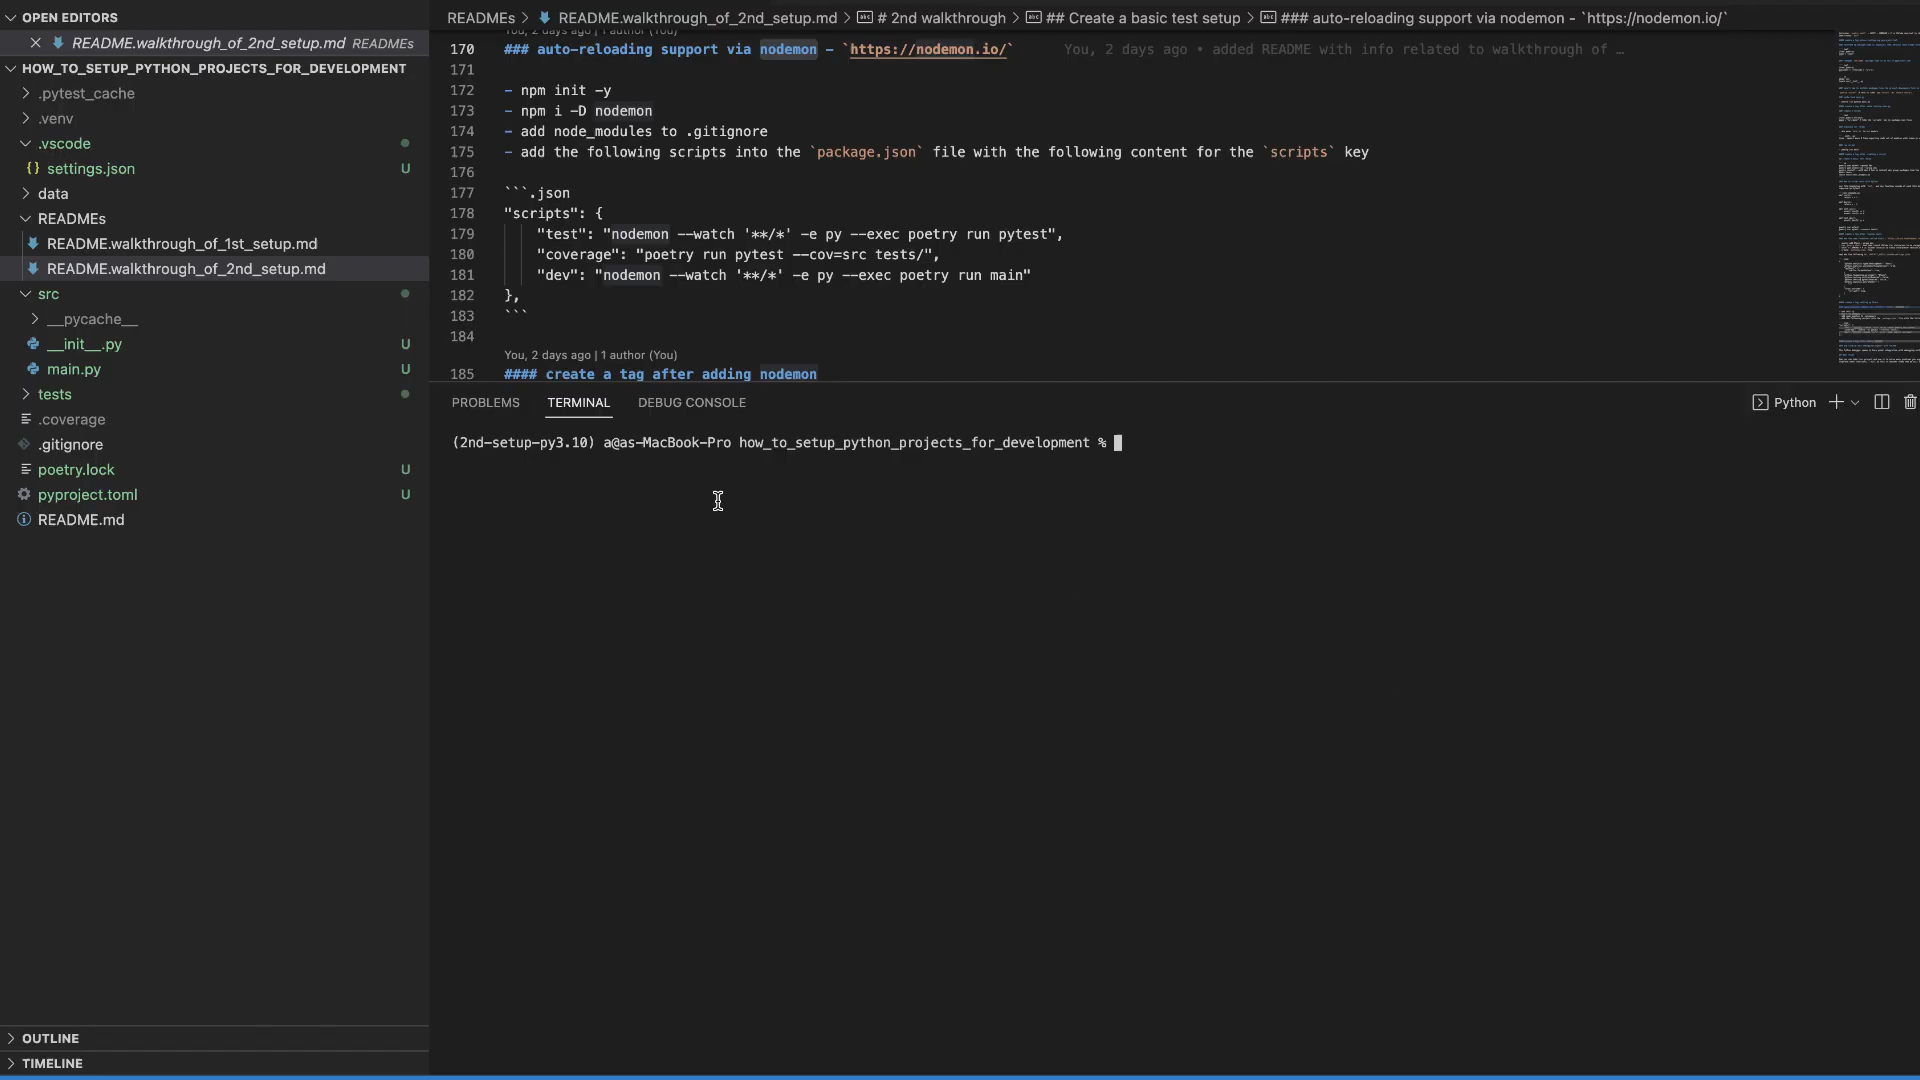 OPEN EDITORS
README.walkthrough_of_2nd_setup.md READMEs
HOW_TO_SETUP_PYTHON_PROJECTS_FOR_DEVELOPMENT
.pytest_cache
.venv
.vscode
{} settings.json U
data
READMEs
README.walkthrough_of_1st_setup.md
README.walkthrough_of_2nd_setup.md
src
__pycache__
__init__.py U
main.py U
tests
.coverage
.gitignore
poetry.lock U
pyproject.toml U
README.md
OUTLINE
TIMELINE
READMEs > README.walkthrough_of_2nd_setup.md > # 2nd walkthrough > ## Create a basic test setup > ### auto-reloading support via nodemon - `https://nodemon.io/`
You, 2 days ago | 1 author (You)
170 ### auto-reloading support via nodemon - `https://nodemon.io/` You, 2 days ago • added README with info related to walkthrough of …
171
172 - npm init -y
173 - npm i -D nodemon
174 - add node_modules to .gitignore
175 - add the following scripts into the `package.json` file with the following content for the `scripts` key
176
177 ```.json
178 "scripts": {
179 "test": "nodemon --watch '**/*' -e py --exec poetry run pytest",
180 "coverage": "poetry run pytest --cov=src tests/",
181 "dev": "nodemon --watch '**/*' -e py --exec poetry run main"
182 },
183 ```
184
You, 2 days ago | 1 author (You)
185 #### create a tag after adding nodemon
PROBLEMS TERMINAL DEBUG CONSOLE Python
(2nd-setup-py3.10) a@as-MacBook-Pro how_to_setup_python_projects_for_development %